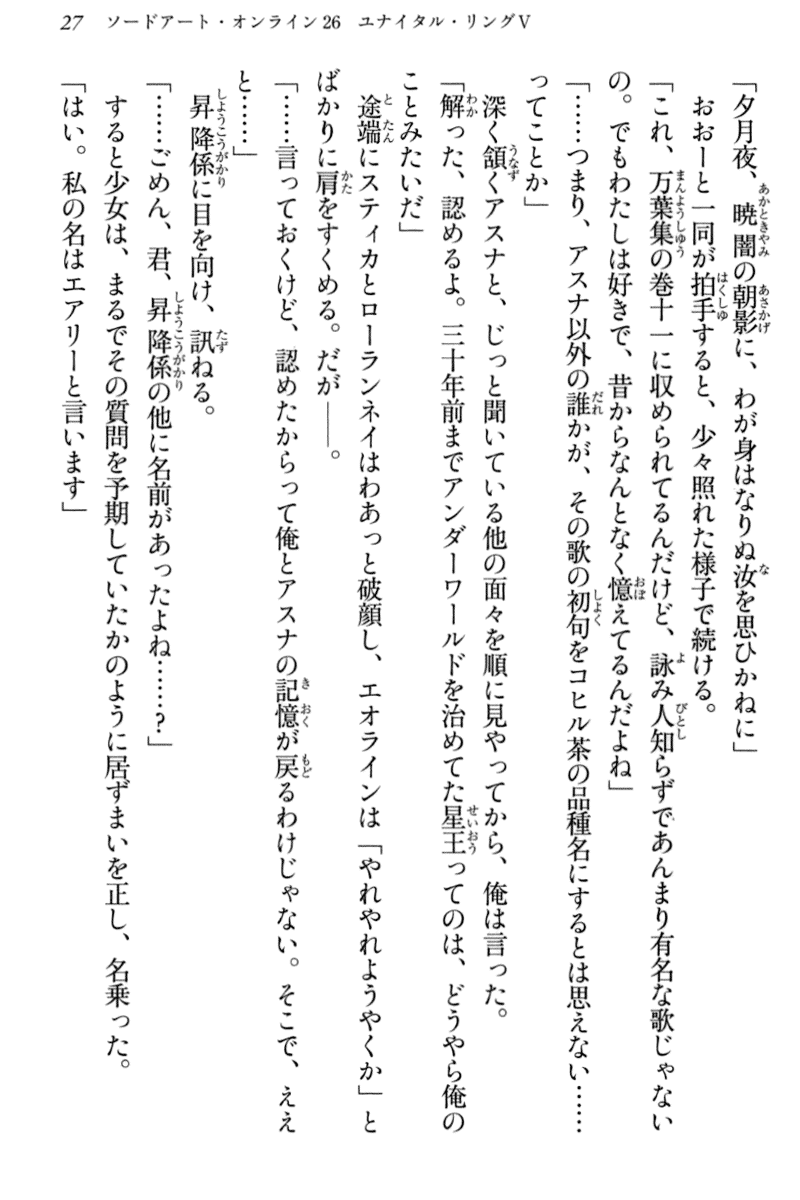 27 ソードアート・オンライン26 ユナイタル・リングⅤ
「夕月夜、暁闇の朝影に、わが身はなりぬ汝を思ひかねに」
おおーと一同が拍手すると、少々照れた様子で続ける。
「これ、万葉集の巻十一に収められてるんだけど、詠み人知らずであんまり有名な歌じゃない
の。でもわたしは好きで、昔からなんとなく憶えてるんだよね」
「……つまり、アスナ以外の誰かが、その歌の初句をコヒル茶の品種名にするとは思えない……
ってことか」
深く頷くアスナと、じっと聞いている他の面々を順に見やってから、俺は言った。
「解った、認めるよ。三十年前までアンダーワールドを治めてた星王ってのは、どうやら俺の
ことみたいだ」
途端にスティカとローランネイはわあっと破顔し、エオラインは「やれやれようやくか」と
ばかりに肩をすくめる。だが――。
「……言っておくけど、認めたからって俺とアスナの記憶が戻るわけじゃない。そこで、ええ
と……」
昇降係に目を向け、訊ねる。
「……ごめん、君、昇降係の他に名前があったよね……？」
すると少女は、まるでその質問を予期していたかのように居ずまいを正し、名乗った。
「はい。私の名はエアリーと言います」